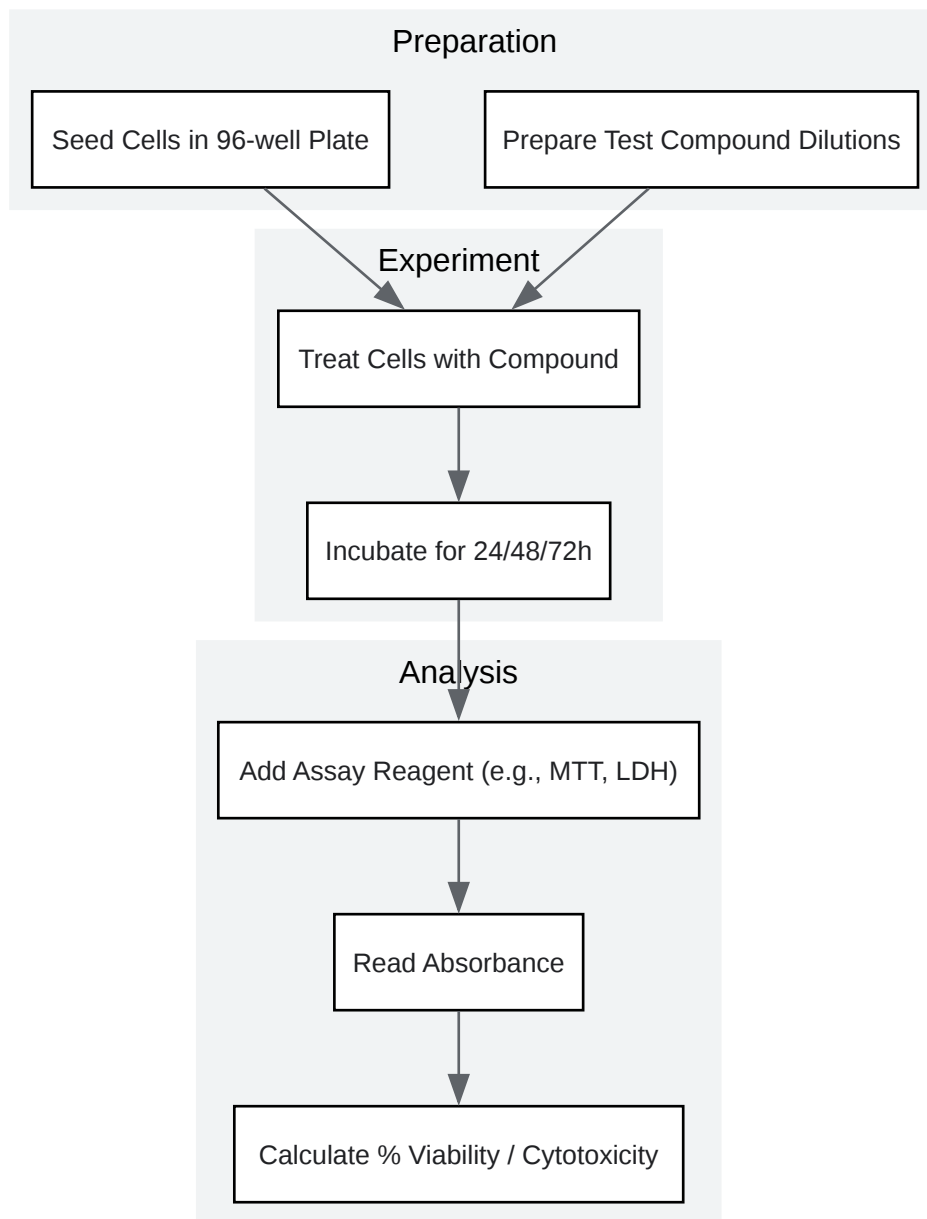 Preparation
Seed Cells in 96-well Plate
Prepare Test Compound Dilutions
Experiment
Treat Cells with Compound
Incubate for 24/48/72h
Analysis
Add Assay Reagent (e.g., MTT, LDH)
Read Absorbance
Calculate % Viability / Cytotoxicity